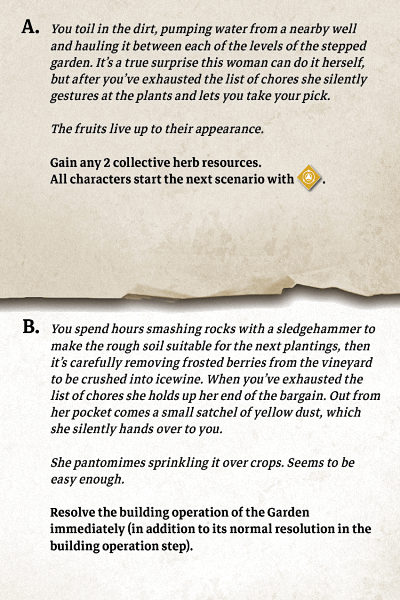 A. You toil in the dirt, pumping water from a nearby well
and hauling it between each of the levels of the stepped
garden. It's a true surprise this woman can do it herself,
but after you've exhausted the list of chores she silently
gestures at the plants and lets you take your pick.
The fruits live up to their appearance.
Gain any 2 collective herb resources.
All characters start the next scenario with .
B. You spend hours smashing rocks with a sledgehammer to
make the rough soil suitable for the next plantings, then
it's carefully removing frosted berries from the vineyard
to be crushed into icewine. When you've exhausted the
list of chores she holds up her end of the bargain. Out from
her pocket comes a small satchel of yellow dust, which
she silently hands over to you.
She pantomimes sprinkling it over crops. Seems to be
easy enough.
Resolve the building operation of the Garden
immediately (in addition to its normal resolution in the
building operation step).